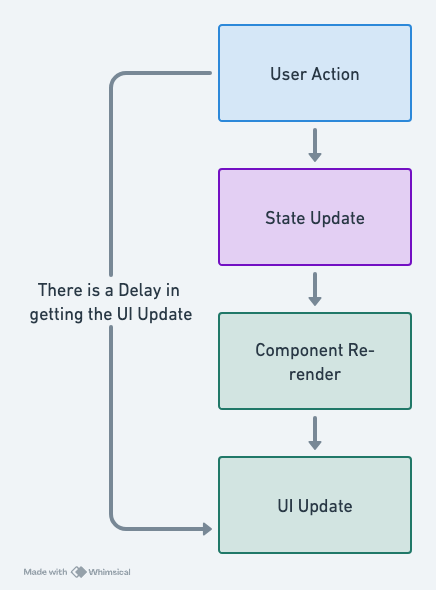 User Action
State Update
There is a Delay in
getting the UI Update
Component Re-
render
UI Update
Made with Whimsical